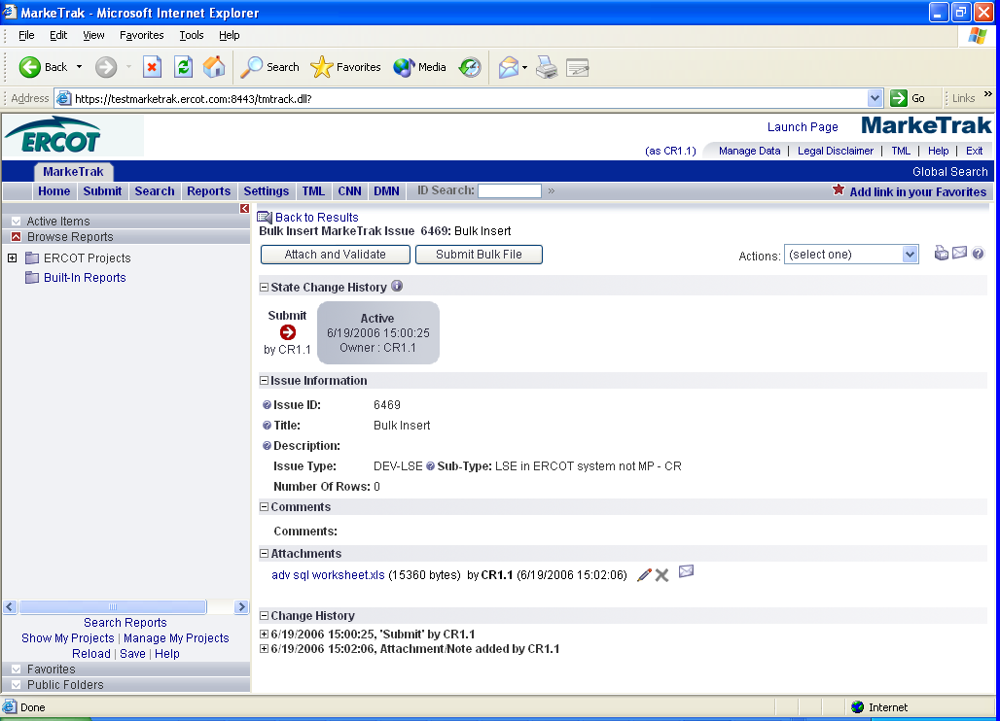 MarkeTrak - Microsoft Internet Explorer
File Edit View Favorites Tools Help
Back Search Favorites Media
Address https://testmarketrak.ercot.com:8443/tmtrack.dll? Go Links »
ERCOT Launch Page MarkeTrak
(as CR1.1) Manage Data | Legal Disclaimer | TML | Help | Exit
MarkeTrak Global Search
Home Submit Search Reports Settings TML CNN DMN ID Search: » Add link in your Favorites
Active Items
Browse Reports
ERCOT Projects
Built-In Reports
Back to Results
Bulk Insert MarkeTrak Issue 6469: Bulk Insert
Attach and Validate Submit Bulk File Actions: (select one)
State Change History
Submit
by CR1.1
Active
6/19/2006 15:00:25
Owner : CR1.1
Issue Information
Issue ID: 6469
Title: Bulk Insert
Description:
Issue Type: DEV-LSE Sub-Type: LSE in ERCOT system not MP - CR
Number Of Rows: 0
Comments
Comments:
Attachments
adv sql worksheet.xls (15360 bytes) by CR1.1 (6/19/2006 15:02:06)
Change History
6/19/2006 15:00:25, 'Submit' by CR1.1
6/19/2006 15:02:06, Attachment/Note added by CR1.1
Search Reports
Show My Projects | Manage My Projects
Reload | Save | Help
Favorites
Public Folders
Done Internet